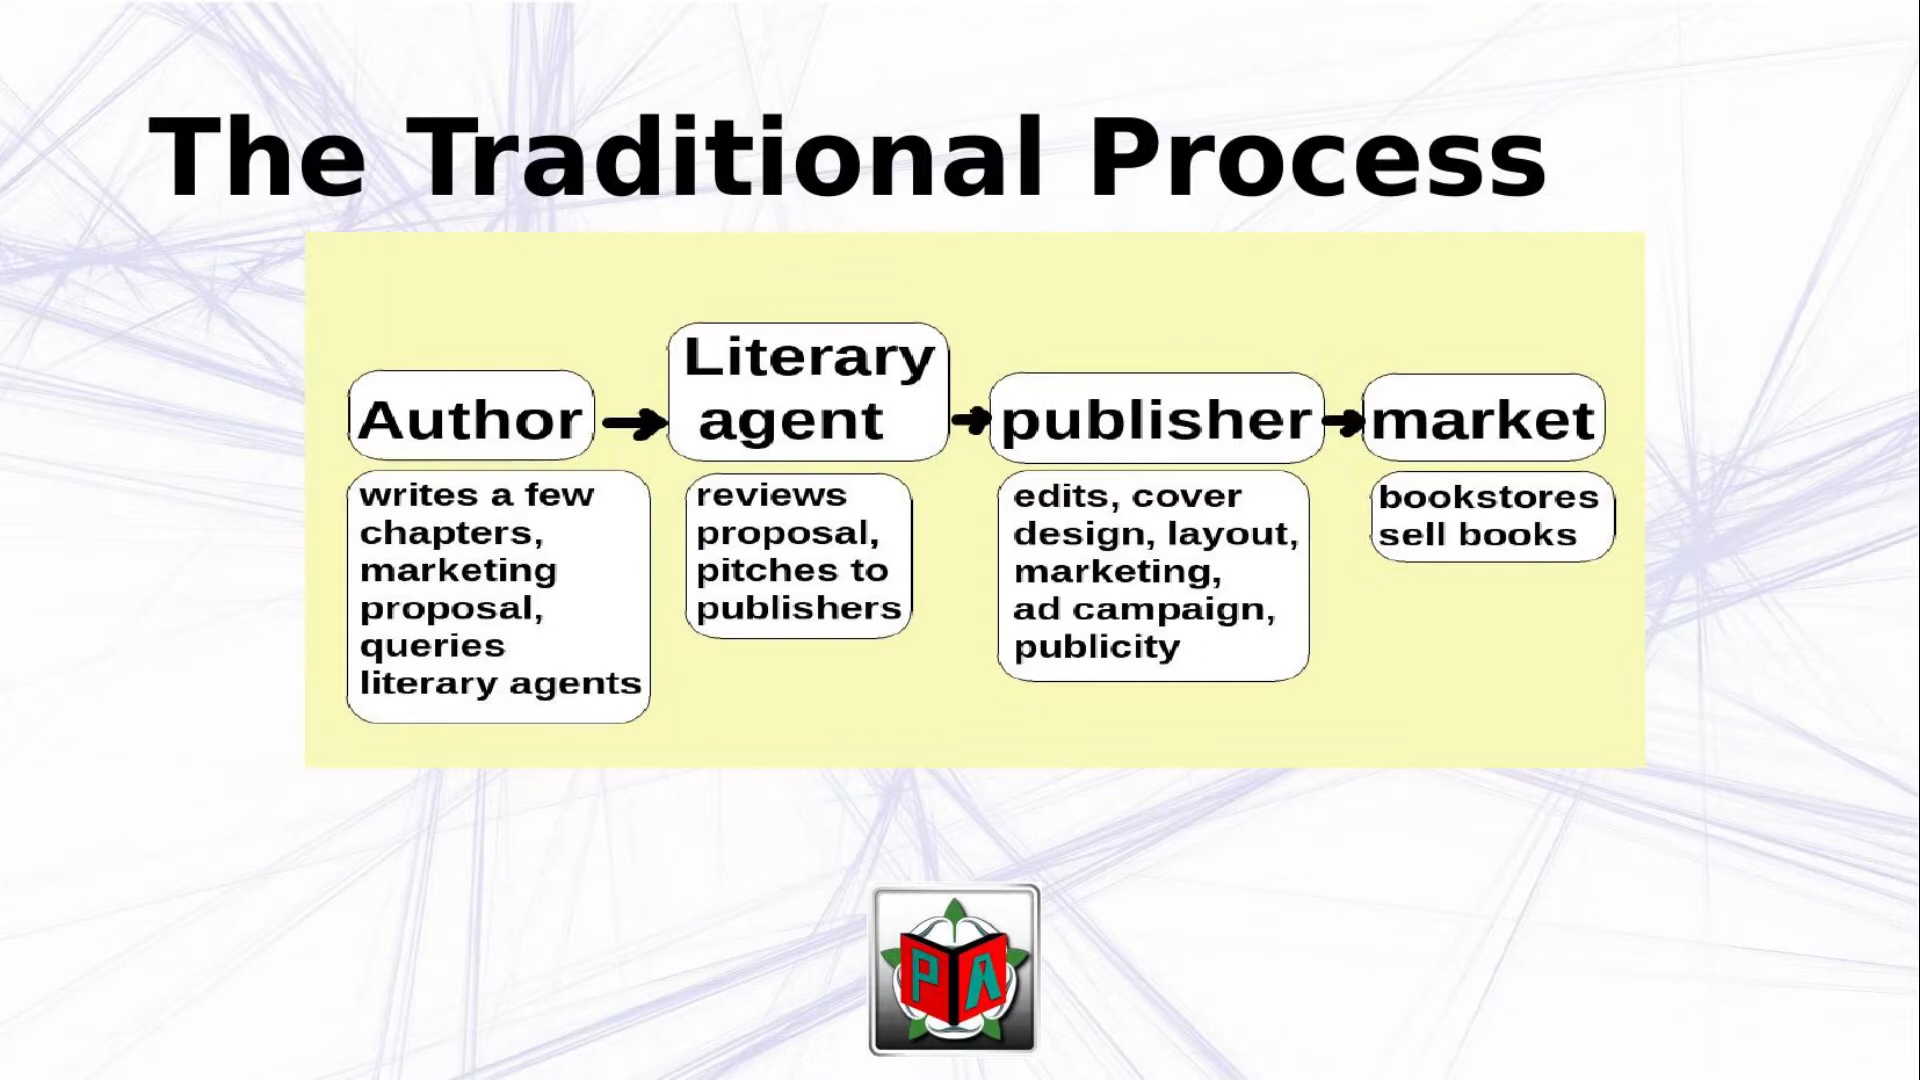 The Traditional Process
Author
Literary
agent
publisher
market
writes a few
chapters,
marketing
proposal,
queries
literary agents
reviews
proposal,
pitches to
publishers
edits, cover
design, layout,
marketing,
ad campaign,
publicity
bookstores
sell books
P A